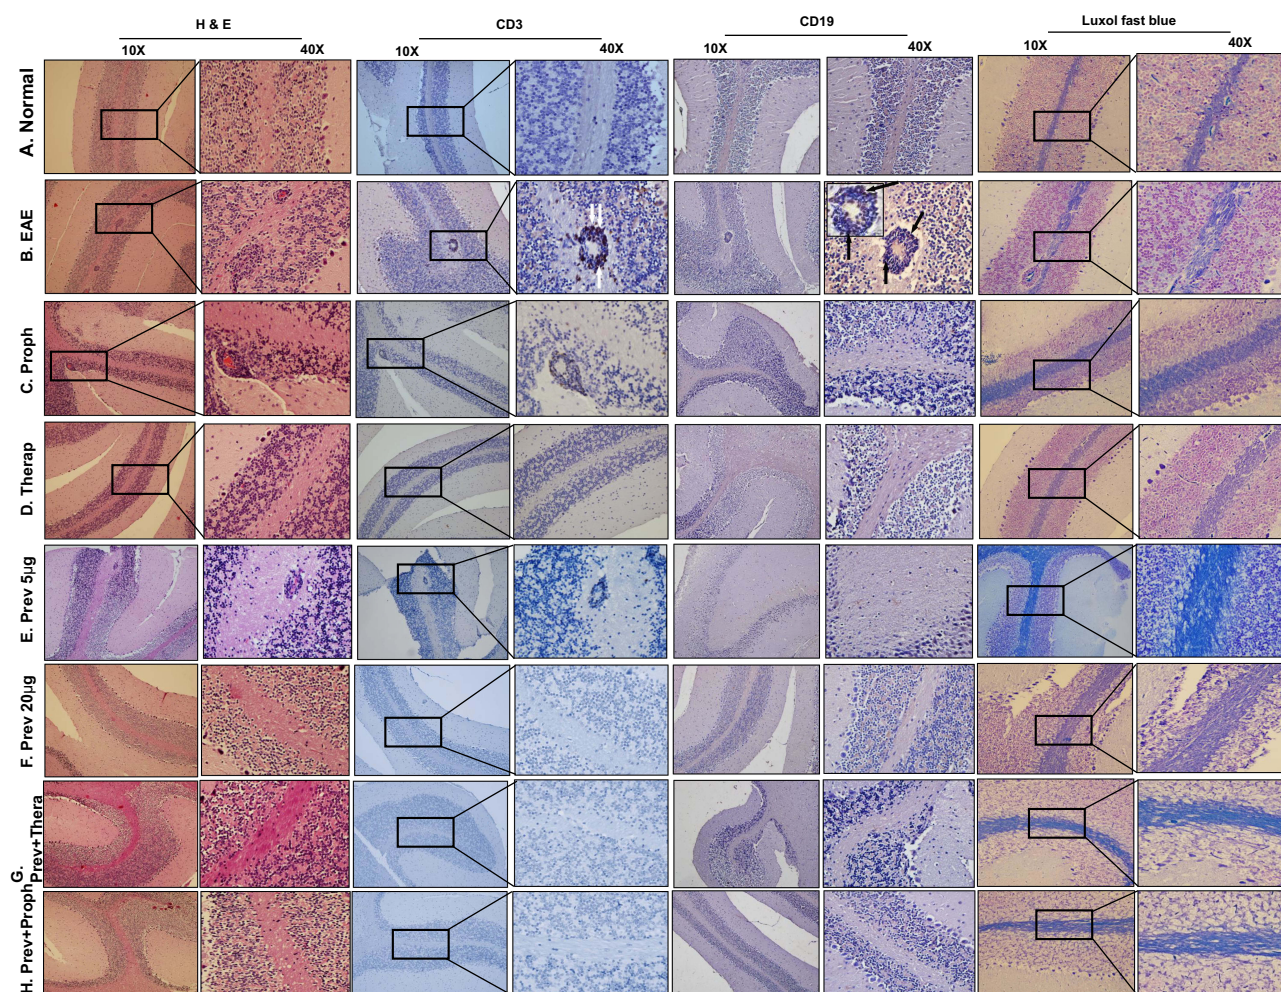 H & E
CD3
CD19
Luxol fast blue
10X
40X
10X
40X
10X
40X
10X
40X
A. Normal
B. EAE
C. Proph
D. Therap
E. Prev 5µg
F. Prev 20µg
G.
Prev+Thera
H. Prev+Proph